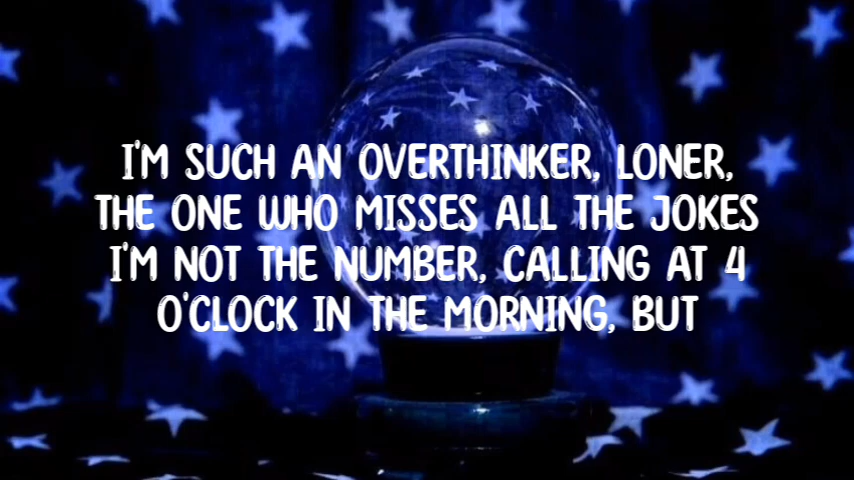 I'M SUCH AN OVERTHINKER, LONER,
THE ONE WHO MISSES ALL THE JOKES
I'M NOT THE NUMBER, CALLING AT 4
O'CLOCK IN THE MORNING, BUT